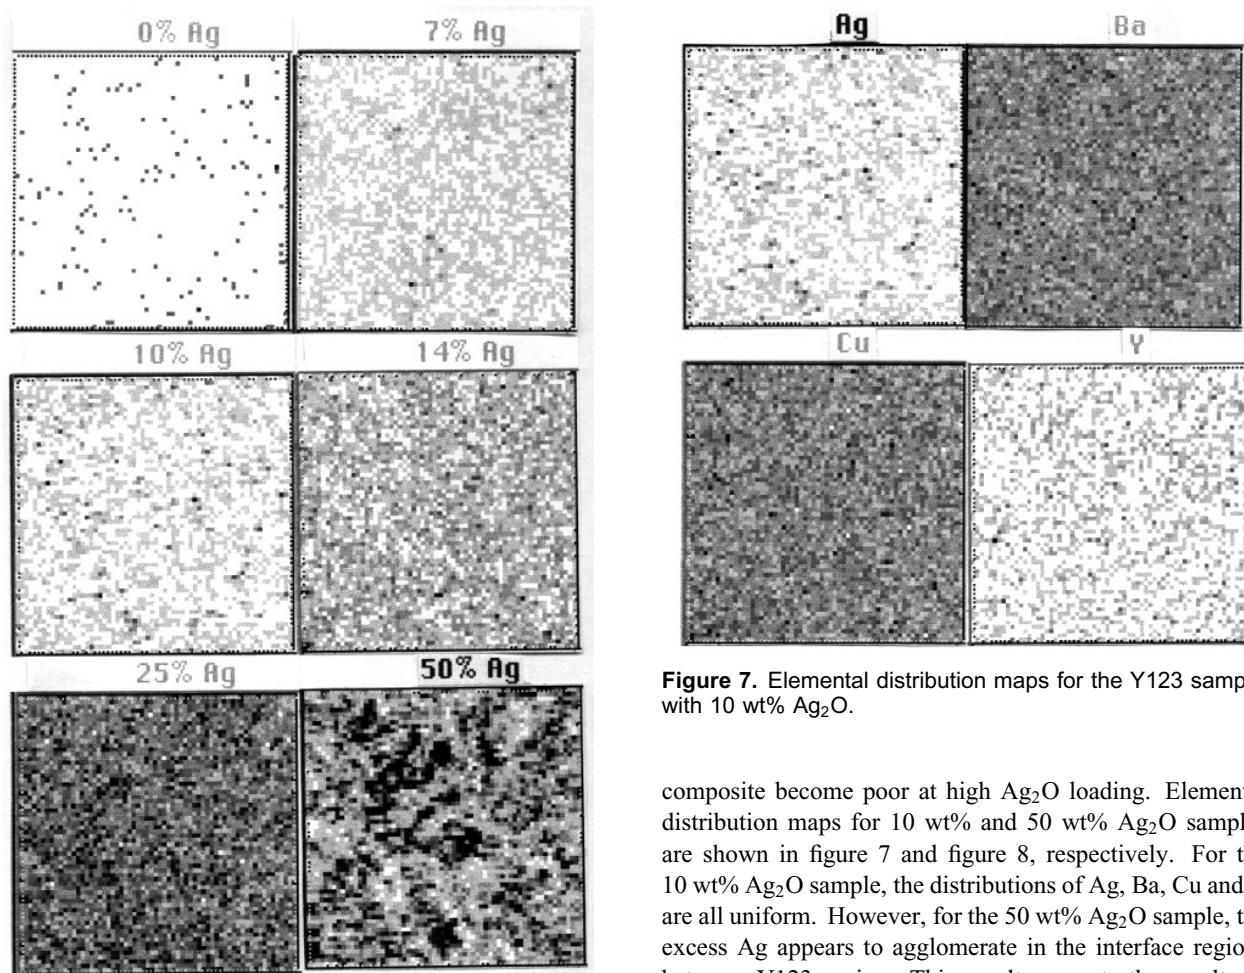 0% Ag
7% Ag
10% Ag
14% Ag
25% Ag
50% Ag
Ag
Ba
Cu
Y
Figure 7. Elemental distribution maps for the Y123
with 10 wt% Ag₂O.
composite become poor at high Ag₂O loading.
distribution maps for 10 wt% and 50 wt% Ag₂O
are shown in figure 7 and figure 8, respectively. For
10 wt% Ag₂O sample, the distributions of Ag, Ba, Cu and
are all uniform. However, for the 50 wt% Ag₂O sample,
excess Ag appears to agglomerate in the interface